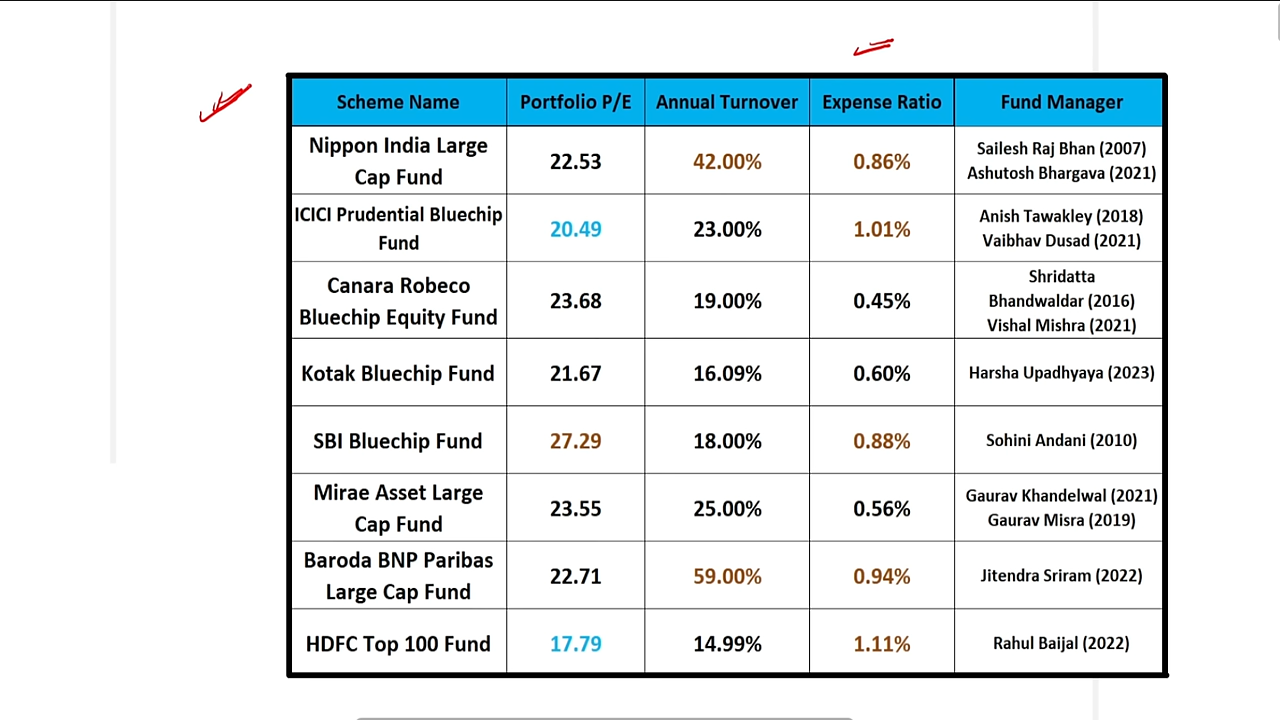 Scheme Name Portfolio P/E Annual Turnover Expense Ratio Fund Manager
Nippon India Large
Cap Fund
22.53 42.00% 0.86%
Sailesh Raj Bhan (2007)
Ashutosh Bhargava (2021)
ICICI Prudential Bluechip
Fund
20.49 23.00% 1.01%
Anish Tawakley (2018)
Vaibhav Dusad (2021)
Canara Robeco
Bluechip Equity Fund
23.68 19.00% 0.45%
Shridatta
Bhandwaldar (2016)
Vishal Mishra (2021)
Kotak Bluechip Fund 21.67 16.09% 0.60% Harsha Upadhyaya (2023)
SBI Bluechip Fund 27.29 18.00% 0.88% Sohini Andani (2010)
Mirae Asset Large
Cap Fund
23.55 25.00% 0.56%
Gaurav Khandelwal (2021)
Gaurav Misra (2019)
Baroda BNP Paribas
Large Cap Fund
22.71 59.00% 0.94%
Jitendra Sriram (2022)
HDFC Top 100 Fund 17.79 14.99% 1.11% Rahul Baijal (2022)